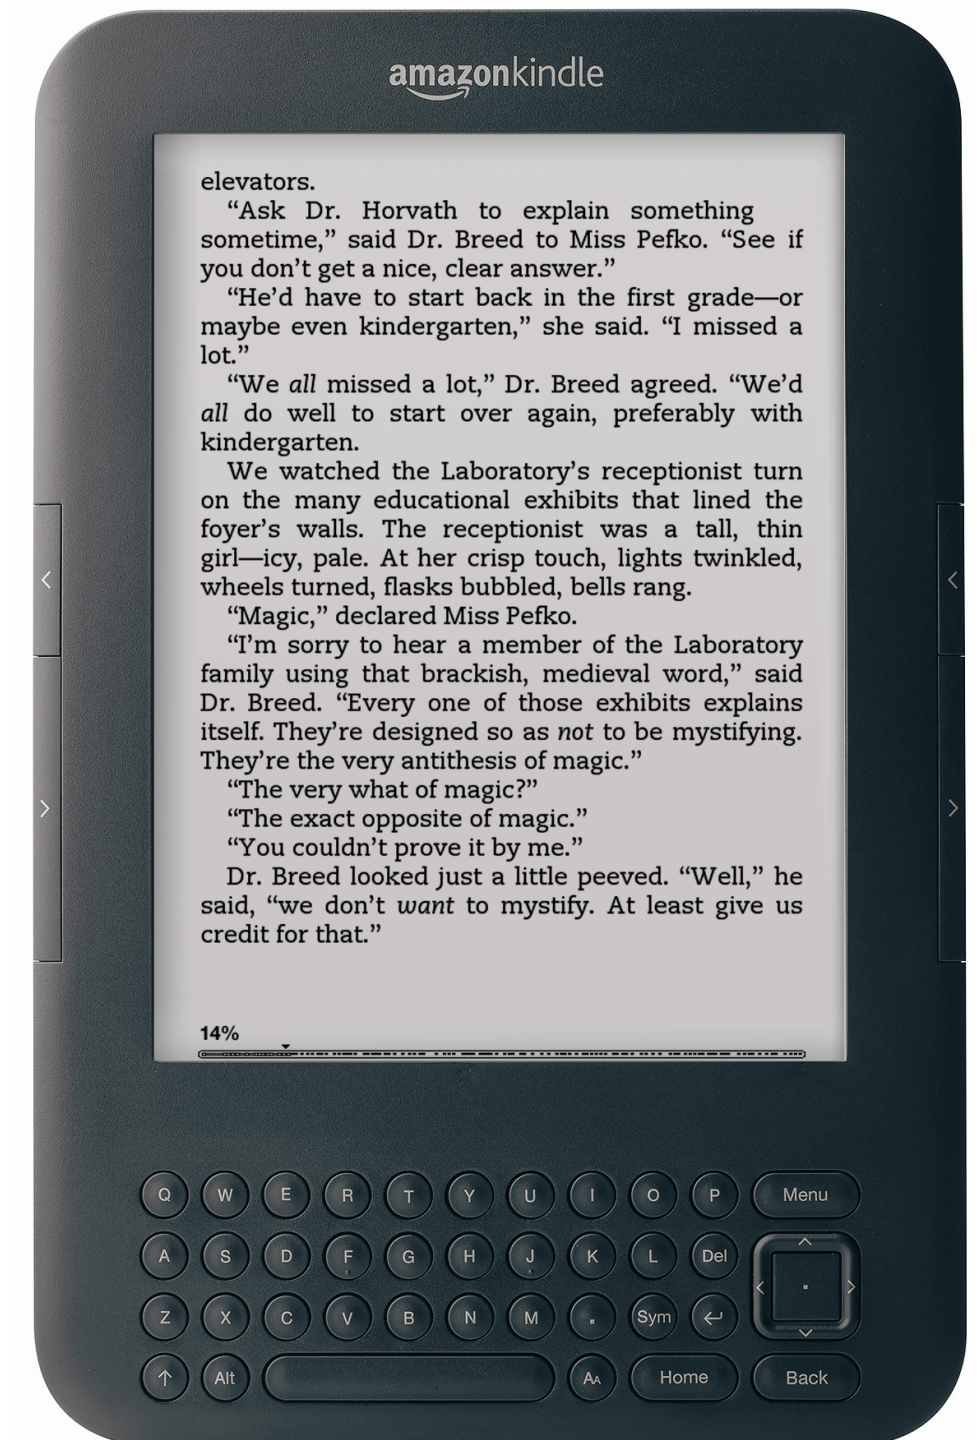 amazonkindle
elevators.
“Ask Dr. Horvath to explain something
sometime,” said Dr. Breed to Miss Pefko. “See if
you don’t get a nice, clear answer.”
“He’d have to start back in the first grade—or
maybe even kindergarten,” she said. “I missed a
lot.”
“We all missed a lot,” Dr. Breed agreed. “We’d
all do well to start over again, preferably with
kindergarten.
We watched the Laboratory’s receptionist turn
on the many educational exhibits that lined the
foyer’s walls. The receptionist was a tall, thin
girl—icy, pale. At her crisp touch, lights twinkled,
wheels turned, flasks bubbled, bells rang.
“Magic,” declared Miss Pefko.
“I’m sorry to hear a member of the Laboratory
family using that brackish, medieval word,” said
Dr. Breed. “Every one of those exhibits explains
itself. They’re designed so as not to be mystifying.
They’re the very antithesis of magic.”
“The very what of magic?”
“The exact opposite of magic.”
“You couldn’t prove it by me.”
Dr. Breed looked just a little peeved. “Well,” he
said, “we don’t want to mystify. At least give us
credit for that.”
14%
Q W E R T Y U I O P Menu
A S D F G H J K L Del
Z X C V B N M . Sym
Alt AA Home Back